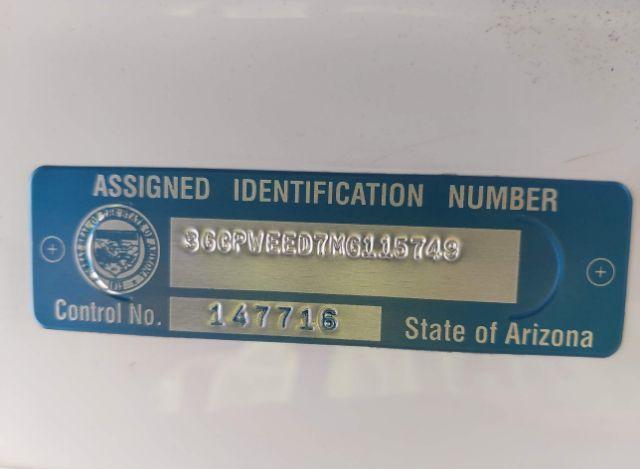 ASSIGNED IDENTIFICATION NUMBER
3GCPWEED7MG115749
Control No. 147716
State of Arizona